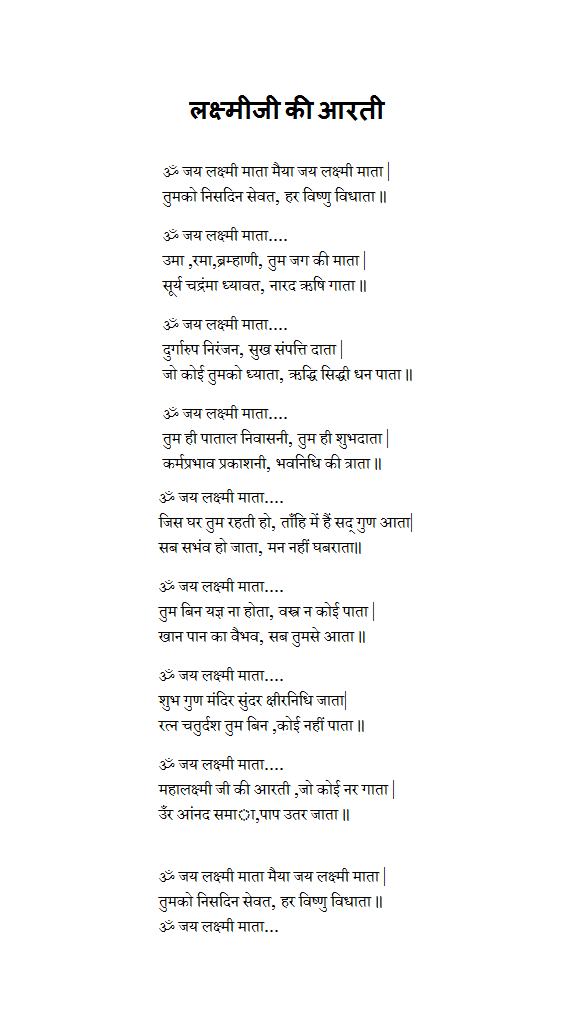 लक्ष्मीजी की आरती
ॐ जय लक्ष्मी माता मैया जय लक्ष्मी माता |
तुमको निसदिन सेवत, हर विष्णु विधाता ॥
ॐ जय लक्ष्मी माता....
उमा ,रमा,ब्रम्हाणी, तुम जग की माता |
सूर्य चद्रंमा ध्यावत, नारद ऋषि गाता ॥
ॐ जय लक्ष्मी माता....
दुर्गारुप निरंजन, सुख संपत्ति दाता |
जो कोई तुमको ध्याता, ऋद्धि सिद्धी धन पाता ॥
ॐ जय लक्ष्मी माता....
तुम ही पाताल निवासनी, तुम ही शुभदाता |
कर्मप्रभाव प्रकाशनी, भवनिधि की त्राता ॥
ॐ जय लक्ष्मी माता....
जिस घर तुम रहती हो, ताँहि में हैं सद् गुण आता|
सब सभंव हो जाता, मन नहीं घबराता॥
ॐ जय लक्ष्मी माता....
तुम बिन यज्ञ ना होता, वस्त्र न कोई पाता |
खान पान का वैभव, सब तुमसे आता ॥
ॐ जय लक्ष्मी माता....
शुभ गुण मंदिर सुंदर क्षीरनिधि जाता|
रत्न चतुर्दश तुम बिन ,कोई नहीं पाता ॥
ॐ जय लक्ष्मी माता....
महालक्ष्मी जी की आरती ,जो कोई नर गाता |
उँर आंनद समाा,पाप उतर जाता ॥
ॐ जय लक्ष्मी माता मैया जय लक्ष्मी माता |
तुमको निसदिन सेवत, हर विष्णु विधाता ॥
ॐ जय लक्ष्मी माता...